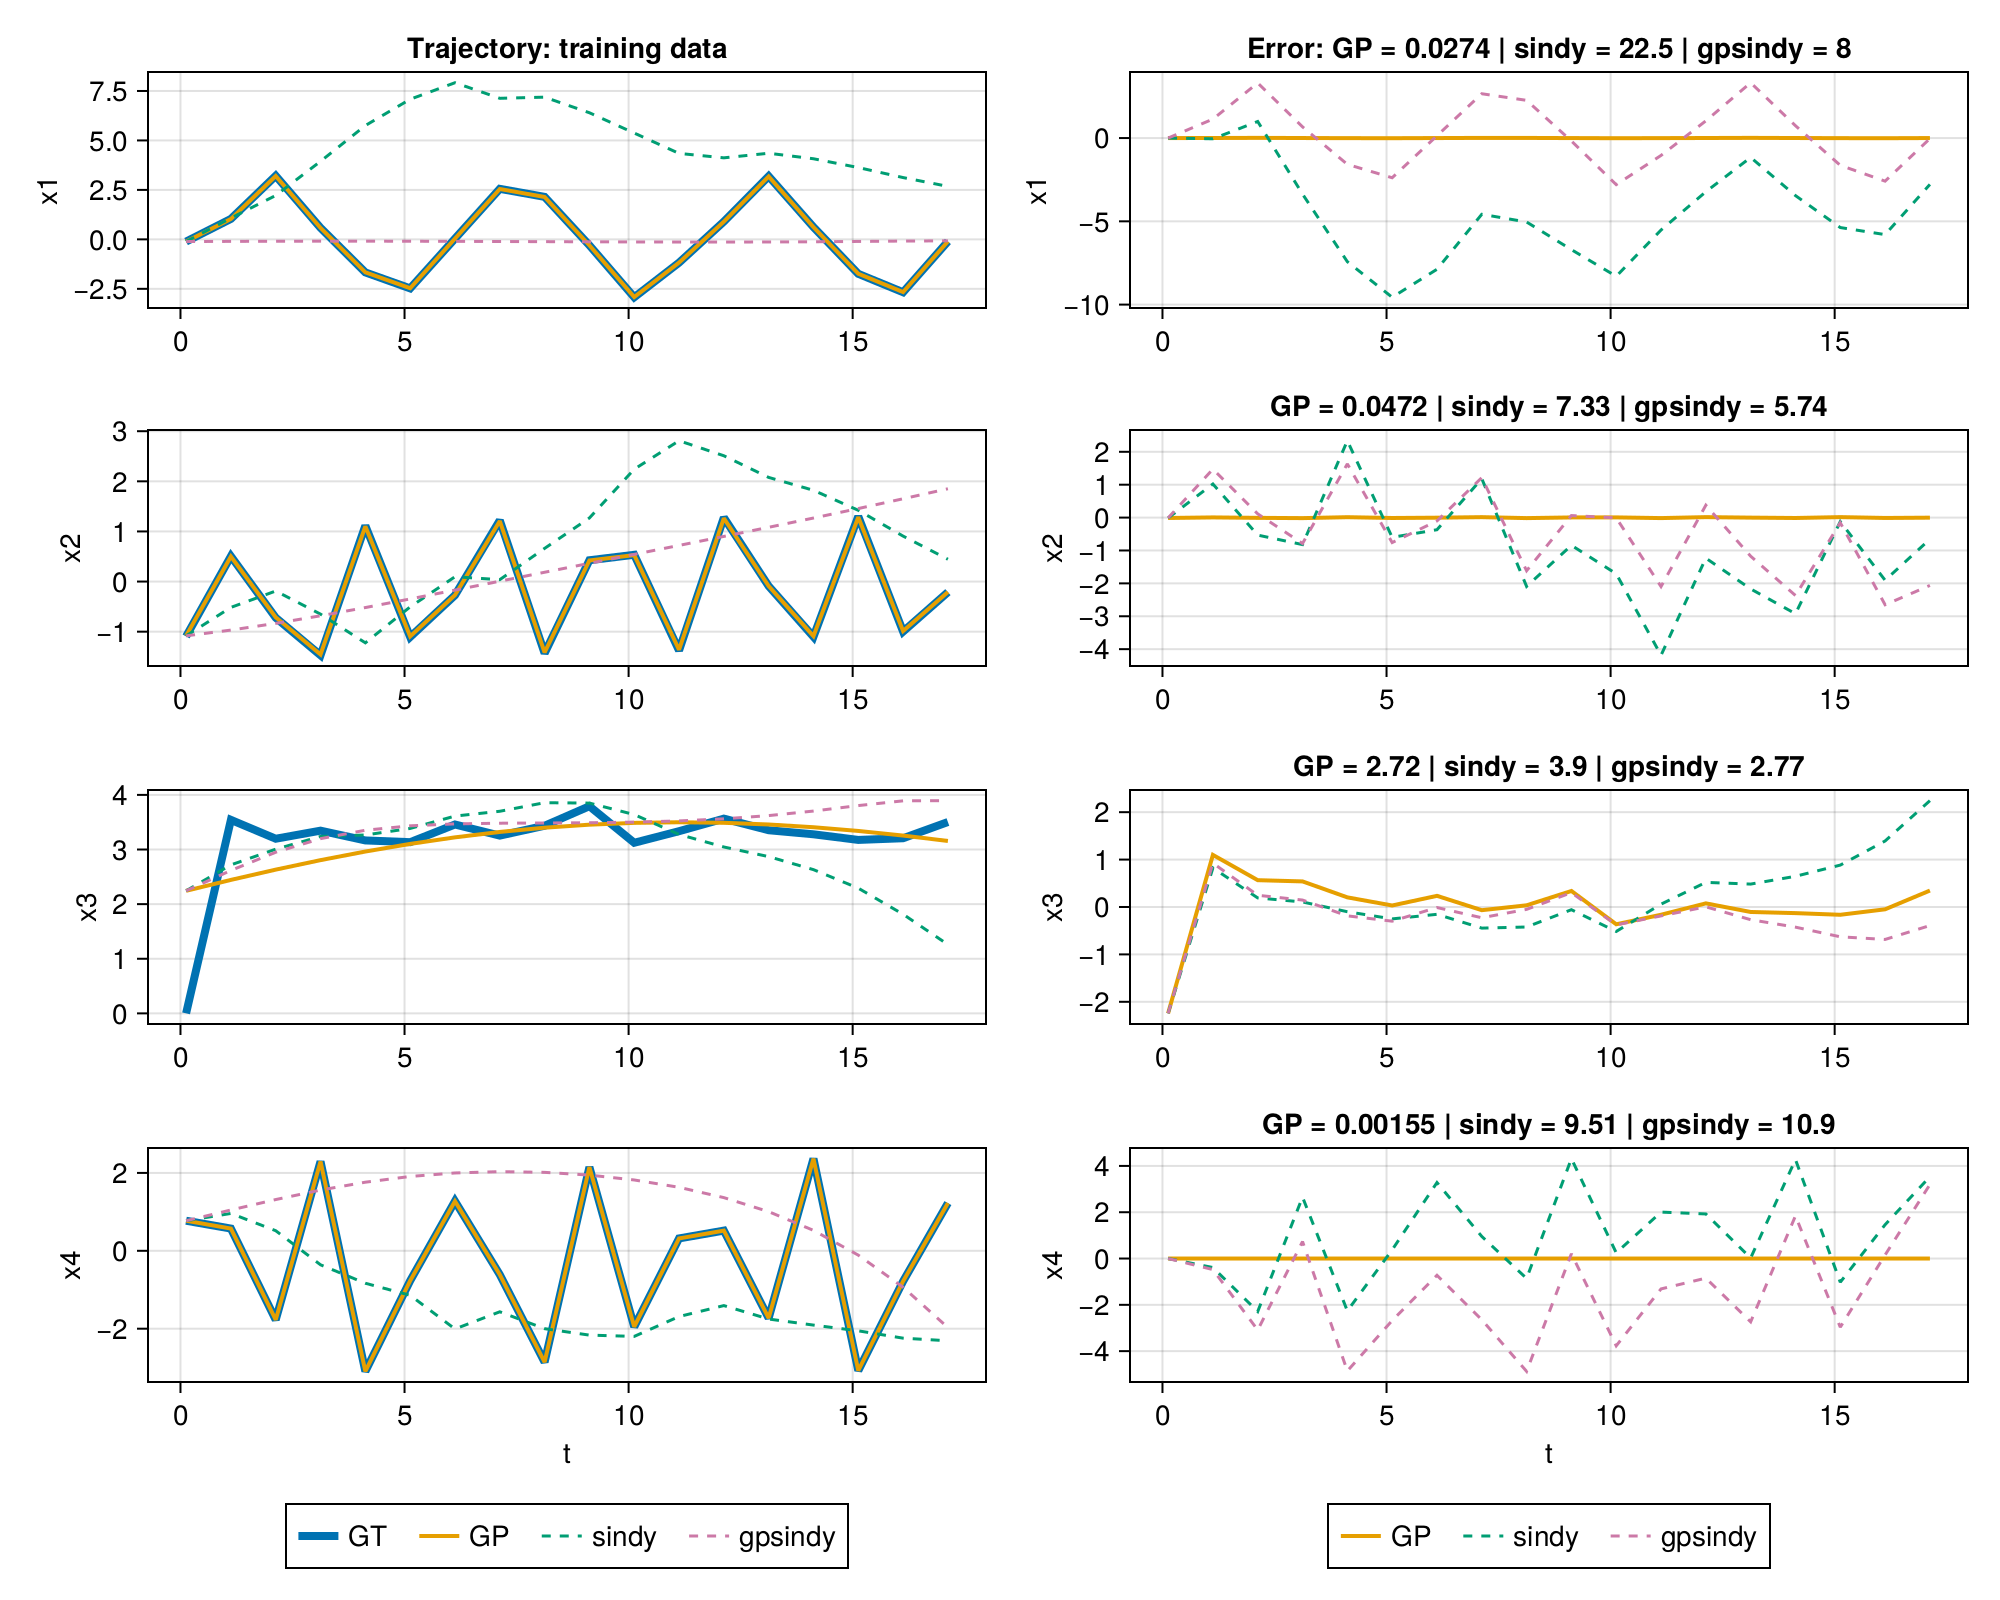 Trajectory: training data
Error: GP = 0.0274 | sindy = 22.5 | gpsindy = 8
x1
7.5
5.0
2.5
0.0
−2.5
0 5 10 15
x1
0
−5
−10
0 5 10 15
GP = 0.0472 | sindy = 7.33 | gpsindy = 5.74
x2
3
2
1
0
−1
0 5 10 15
x2
2
1
0
−1
−2
−3
−4
0 5 10 15
GP = 2.72 | sindy = 3.9 | gpsindy = 2.77
x3
4
3
2
1
0
0 5 10 15
x3
2
1
0
−1
−2
0 5 10 15
GP = 0.00155 | sindy = 9.51 | gpsindy = 10.9
x4
2
0
−2
0 5 10 15
t
x4
4
2
0
−2
−4
0 5 10 15
t
GT GP sindy gpsindy
GP sindy gpsindy